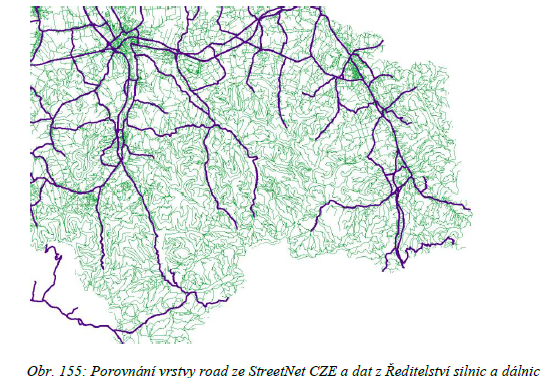 Obr. 155: Porovnání vrstvy road ze StreetNet CZE a dat z Ředitelství silnic a dálnic